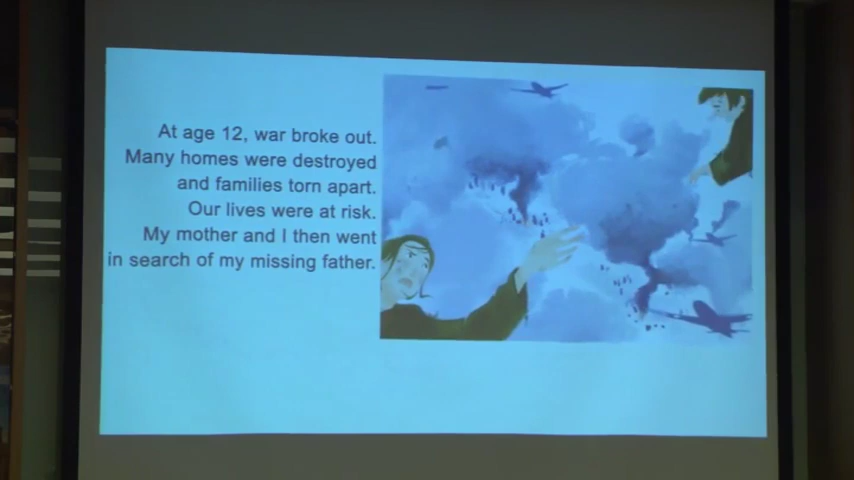 At age 12, war broke out.
Many homes were destroyed
and families torn apart.
Our lives were at risk.
My mother and I then went
in search of my missing father.